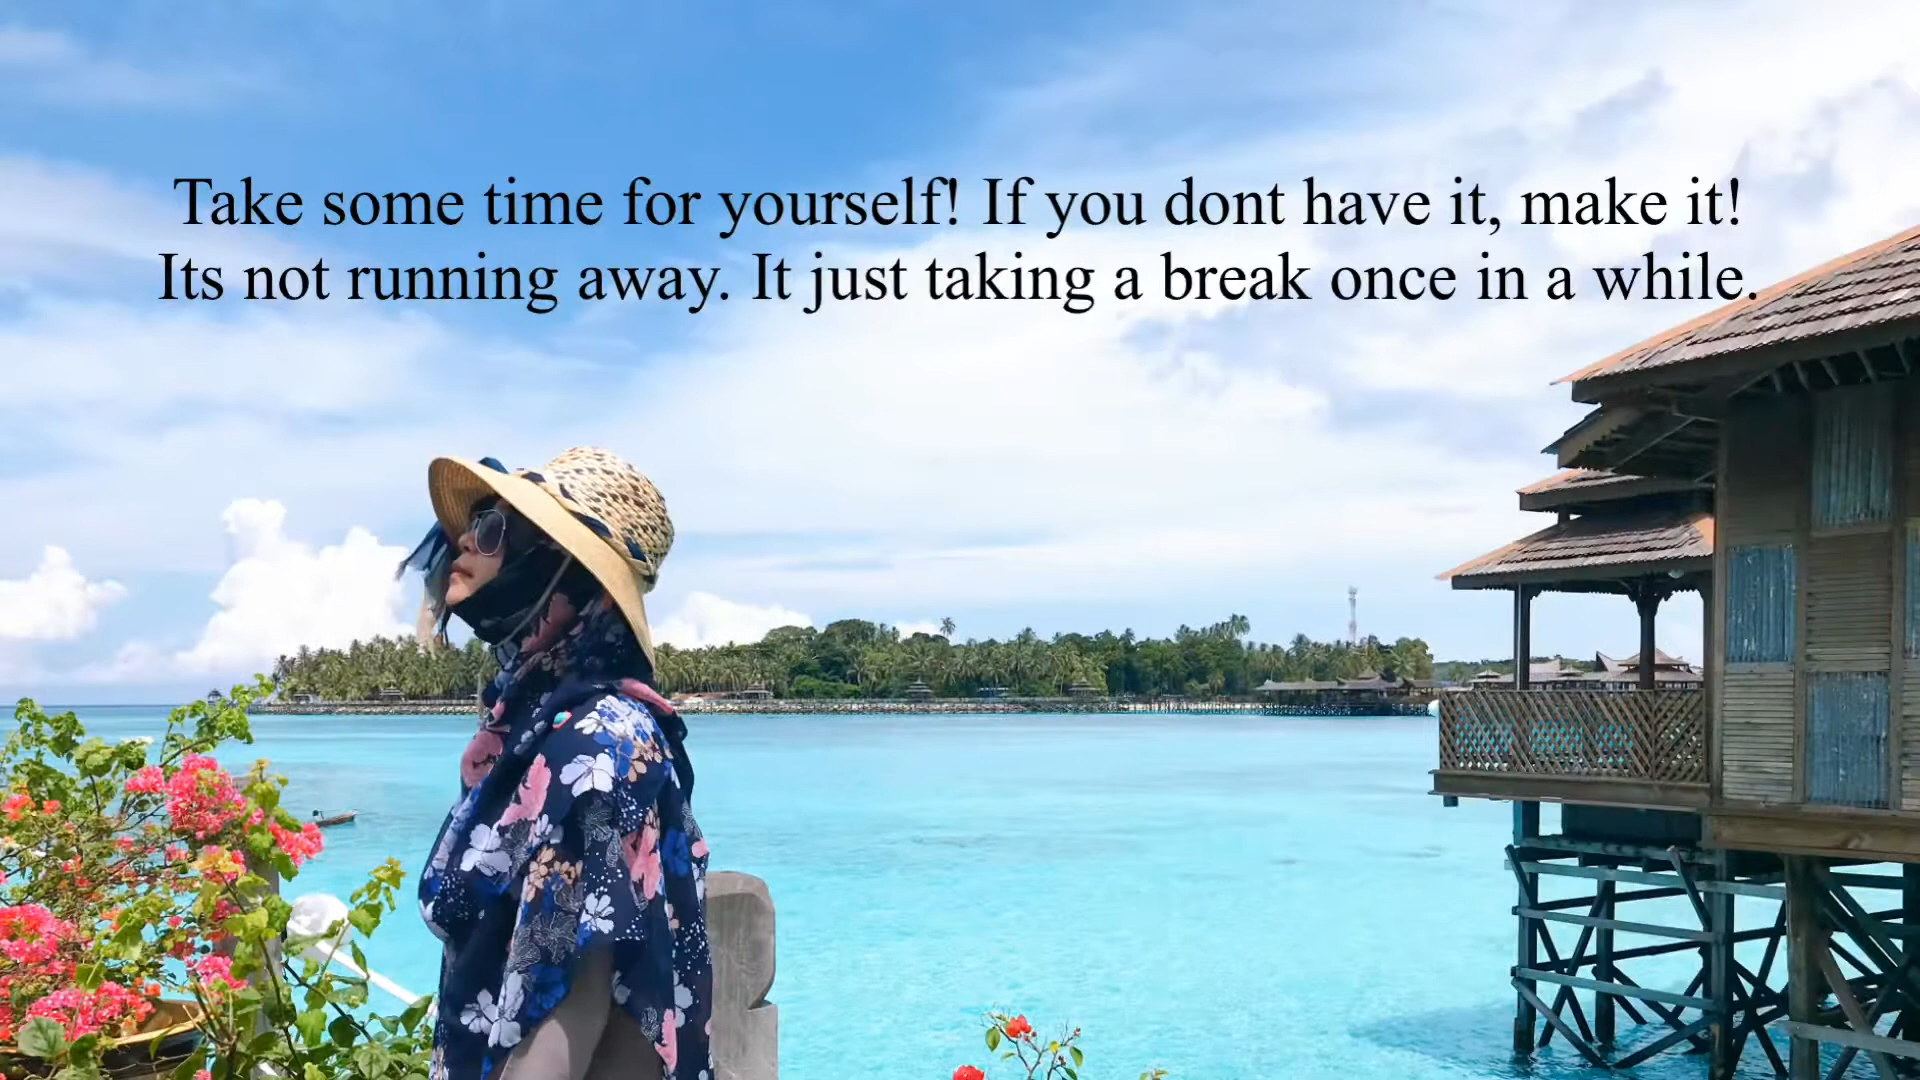 Take some time for yourself! If you dont have it, make it!
Its not running away. It just taking a break once in a while.